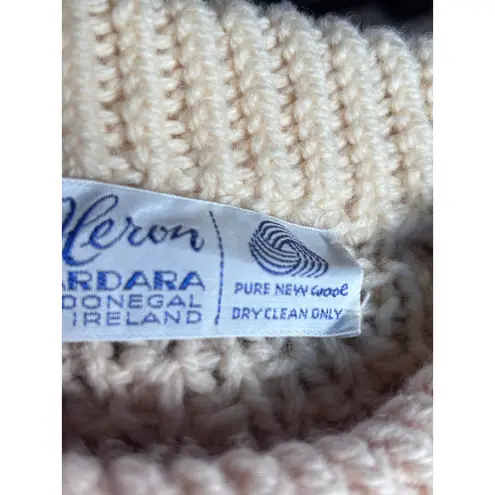 Heron
ARDARA
DONEGAL
IRELAND
PURE NEW wool
DRY CLEAN ONLY